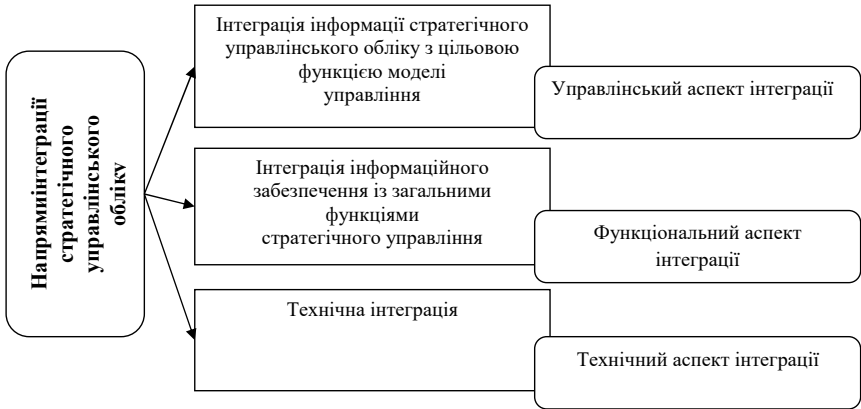 Напрямиінтеграції
стратегічного
управлінського
обліку
Інтеграція інформації стратегічного
управлінського обліку з цільовою
функцією моделі
управління
Управлінський аспект інтеграції
Інтеграція інформаційного
забезпечення із загальними
функціями
стратегічного управління
Функціональний аспект
інтеграції
Технічна інтеграція
Технічний аспект інтеграції